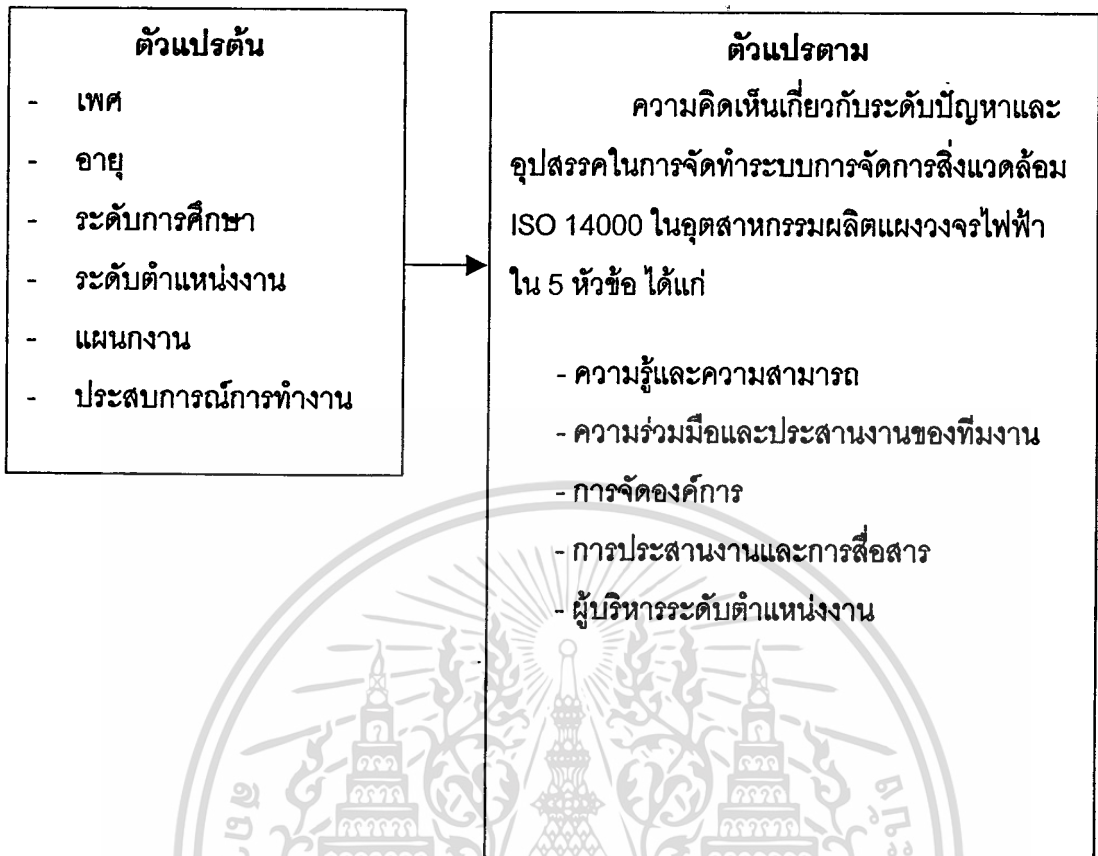 ตัวแปรต้น
- เพศ
- อายุ
- ระดับการศึกษา
- ระดับตำแหน่งงาน
- แผนกงาน
- ประสบการณ์การทำงาน
ตัวแปรตาม
ความคิดเห็นเกี่ยวกับระดับปัญหาและ
อุปสรรคในการจัดทำระบบการจัดการสิ่งแวดล้อม
ISO 14000 ในอุตสาหกรรมผลิตแผงวงจรไฟฟ้า
ใน 5 หัวข้อ ได้แก่
- ความรู้และความสามารถ
- ความร่วมมือและประสานงานของทีมงาน
- การจัดองค์การ
- การประสานงานและการสื่อสาร
- ผู้บริหารระดับตำแหน่งงาน